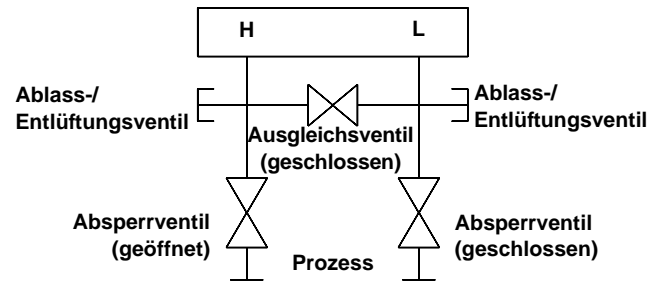 H
L
Ablass-/
Entlüftungsventil
Ablass-/
Entlüftungsventil
Ausgleichsventil
(geschlossen)
Absperrventil
(geöffnet)
Absperrventil
(geschlossen)
Prozess